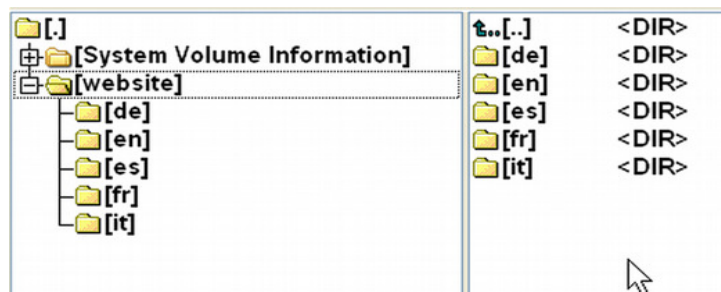 [.]
[System Volume Information]
[website]
[de]
[en]
[es]
[fr]
[it]
[..] <DIR>
[de] <DIR>
[en] <DIR>
[es] <DIR>
[fr] <DIR>
[it] <DIR>